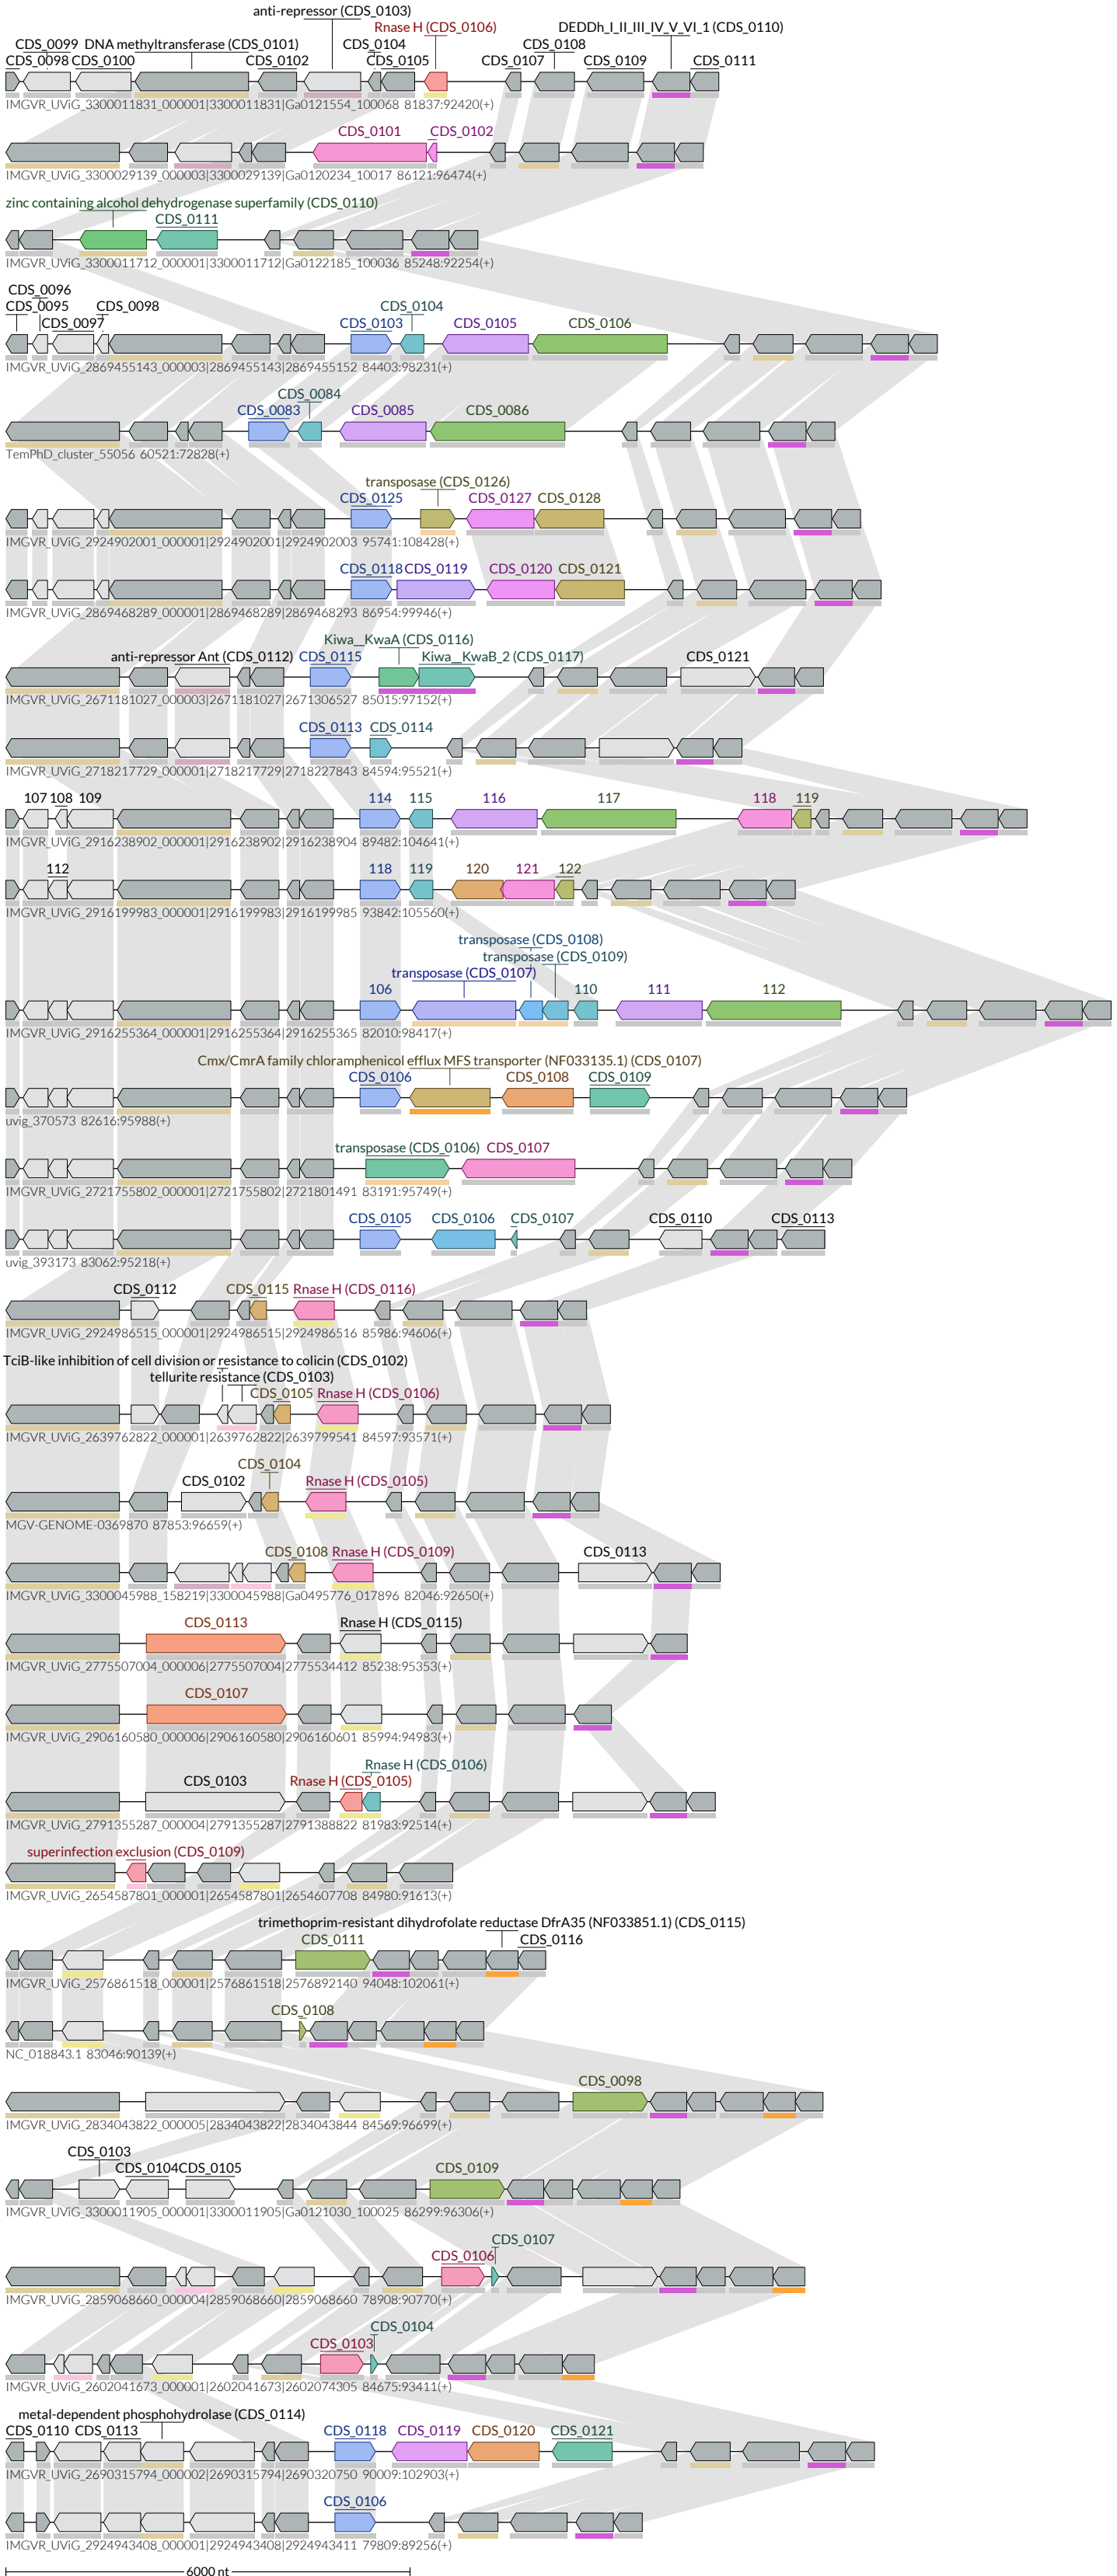 anti-repressor (CDS_0103)
Rnase H (CDS_0106) DEDDh_I_II_III_IV_V_VI_1 (CDS_0110)
CDS_0099 DNA methyltransferase (CDS_0101) CDS_0104 CDS_0108
CDS_0098 CDS_0100 CDS_0102 CDS_0105 CDS_0107 CDS_0109 CDS_0111
IMGVR_UViG_3300011831_000001|3300011831|Ga0121554_100068 81837:92420(+)
CDS_0101 CDS_0102
IMGVR_UViG_3300029139_000003|3300029139|Ga0120234_10017 86121:96474(+)
zinc containing alcohol dehydrogenase superfamily (CDS_0110)
CDS_0111
IMGVR_UViG_3300011712_000001|3300011712|Ga0122185_100036 85248:92254(+)
CDS_0096
CDS_0095 CDS_0098 CDS_0104
CDS_0097 CDS_0103 CDS_0105 CDS_0106
IMGVR_UViG_2869455143_000003|2869455143|2869455152 84403:98231(+)
CDS_0084
CDS_0083 CDS_0085 CDS_0086
TemPhD_cluster_55056 60521:72828(+)
transposase (CDS_0126)
CDS_0125 CDS_0127 CDS_0128
IMGVR_UViG_2924902001_000001|2924902001|2924902003 95741:108428(+)
CDS_0118 CDS_0119 CDS_0120 CDS_0121
IMGVR_UViG_2869468289_000001|2869468289|2869468293 86954:99946(+)
Kiwa__KwaA (CDS_0116)
anti-repressor Ant (CDS_0112) CDS_0115 Kiwa__KwaB_2 (CDS_0117) CDS_0121
IMGVR_UViG_2671181027_000003|2671181027|2671306527 85015:97152(+)
CDS_0113 CDS_0114
IMGVR_UViG_2718217729_000001|2718217729|2718227843 84594:95521(+)
107 108 109 114 115 116 117 118 119
IMGVR_UViG_2916238902_000001|2916238902|2916238904 89482:104641(+)
112 118 119 120 121 122
IMGVR_UViG_2916199983_000001|2916199983|2916199985 93842:105560(+)
transposase (CDS_0108)
transposase (CDS_0109)
transposase (CDS_0107)
106 110 111 112
IMGVR_UViG_2916255364_000001|2916255364|2916255365 82010:98417(+)
Cmx/CmrA family chloramphenicol efflux MFS transporter (NF033135.1) (CDS_0107)
CDS_0106 CDS_0108 CDS_0109
uvig_370573 82616:95988(+)
transposase (CDS_0106) CDS_0107
IMGVR_UViG_2721755802_000001|2721755802|2721801491 83191:95749(+)
CDS_0105 CDS_0106 CDS_0107 CDS_0110 CDS_0113
uvig_393173 83062:95218(+)
CDS_0112 CDS_0115 Rnase H (CDS_0116)
IMGVR_UViG_2924986515_000001|2924986515|2924986516 85986:94606(+)
TciB-like inhibition of cell division or resistance to colicin (CDS_0102)
tellurite resistance (CDS_0103)
CDS_0105 Rnase H (CDS_0106)
IMGVR_UViG_2639762822_000001|2639762822|2639799541 84597:93571(+)
CDS_0104
CDS_0102 Rnase H (CDS_0105)
MGV-GENOME-0369870 87853:96659(+)
CDS_0108 Rnase H (CDS_0109) CDS_0113
IMGVR_UViG_3300045988_158219|3300045988|Ga0495776_017896 82046:92650(+)
CDS_0113 Rnase H (CDS_0115)
IMGVR_UViG_2775507004_000006|2775507004|2775534412 85238:95353(+)
CDS_0107
IMGVR_UViG_2906160580_000006|2906160580|2906160601 85994:94983(+)
Rnase H (CDS_0106)
CDS_0103 Rnase H (CDS_0105)
IMGVR_UViG_2791355287_000004|2791355287|2791388822 81983:92514(+)
superinfection exclusion (CDS_0109)
IMGVR_UViG_2654587801_000001|2654587801|2654607708 84980:91613(+)
trimethoprim-resistant dihydrofolate reductase DfrA35 (NF033851.1) (CDS_0115)
CDS_0111 CDS_0116
IMGVR_UViG_2576861518_000001|2576861518|2576892140 94048:102061(+)
CDS_0108
NC_018843.1 83046:90139(+)
CDS_0098
IMGVR_UViG_2834043822_000005|2834043822|2834043844 84569:96699(+)
CDS_0103
CDS_0104 CDS_0105 CDS_0109
IMGVR_UViG_3300011905_000001|3300011905|Ga0121030_100025 86299:96306(+)
CDS_0107
CDS_0106
IMGVR_UViG_2859068660_000004|2859068660|2859068660 78908:90770(+)
CDS_0104
CDS_0103
IMGVR_UViG_2602041673_000001|2602041673|2602074305 84675:93411(+)
metal-dependent phosphohydrolase (CDS_0114)
CDS_0110 CDS_0113 CDS_0118 CDS_0119 CDS_0120 CDS_0121
IMGVR_UViG_2690315794_000002|2690315794|2690320750 90009:102903(+)
CDS_0106
IMGVR_UViG_2924943408_000001|2924943408|2924943411 79809:89256(+)
6000 nt